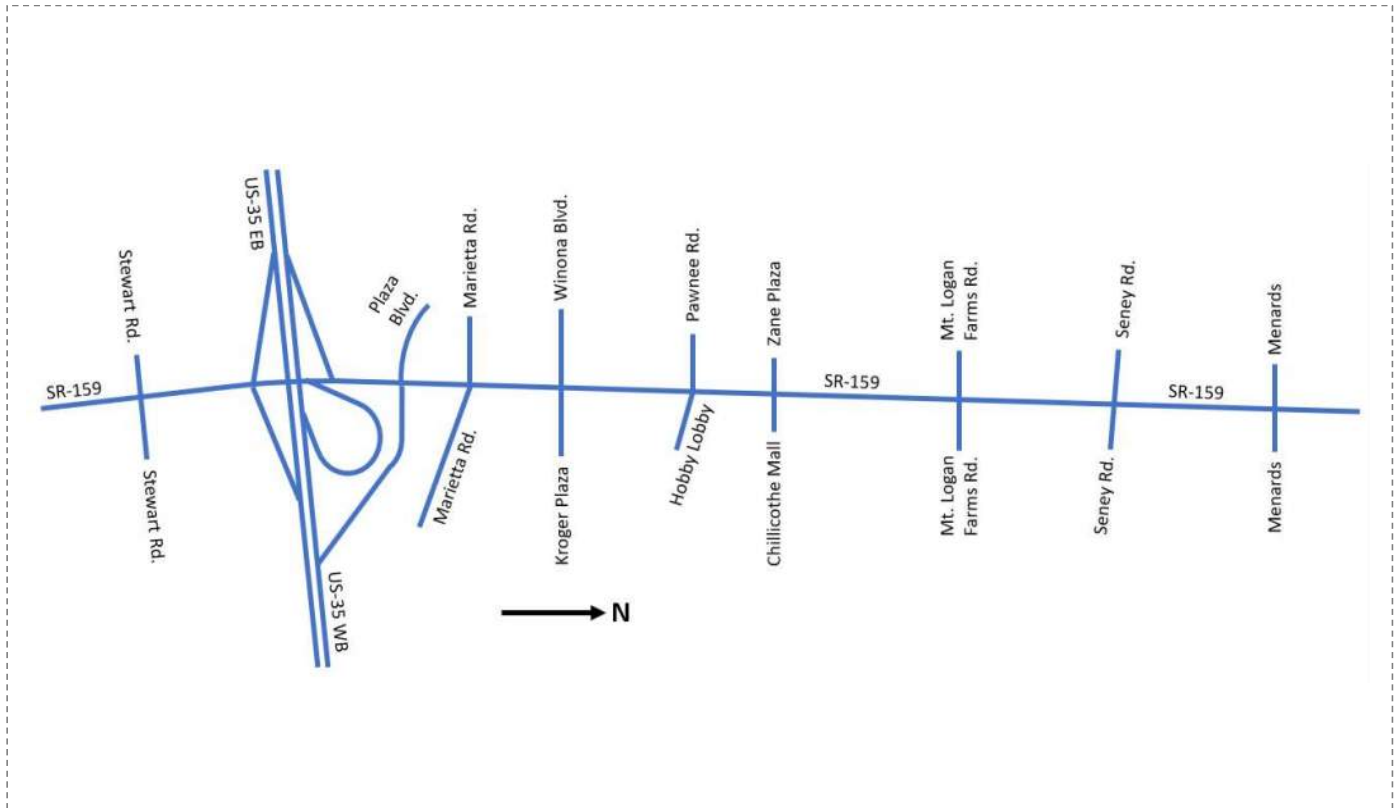 US-35 EB
Stewart Rd.
Plaza
Blvd.
Marietta Rd.
Winona Blvd.
Pawnee Rd.
Zane Plaza
Mt. Logan
Farms Rd.
Seney Rd.
Menards
SR-159
SR-159
SR-159
Stewart Rd.
US-35 WB
Marietta Rd.
Kroger Plaza
Hobby Lobby
Chillicothe Mall
Mt. Logan
Farms Rd.
Seney Rd.
Menards
N